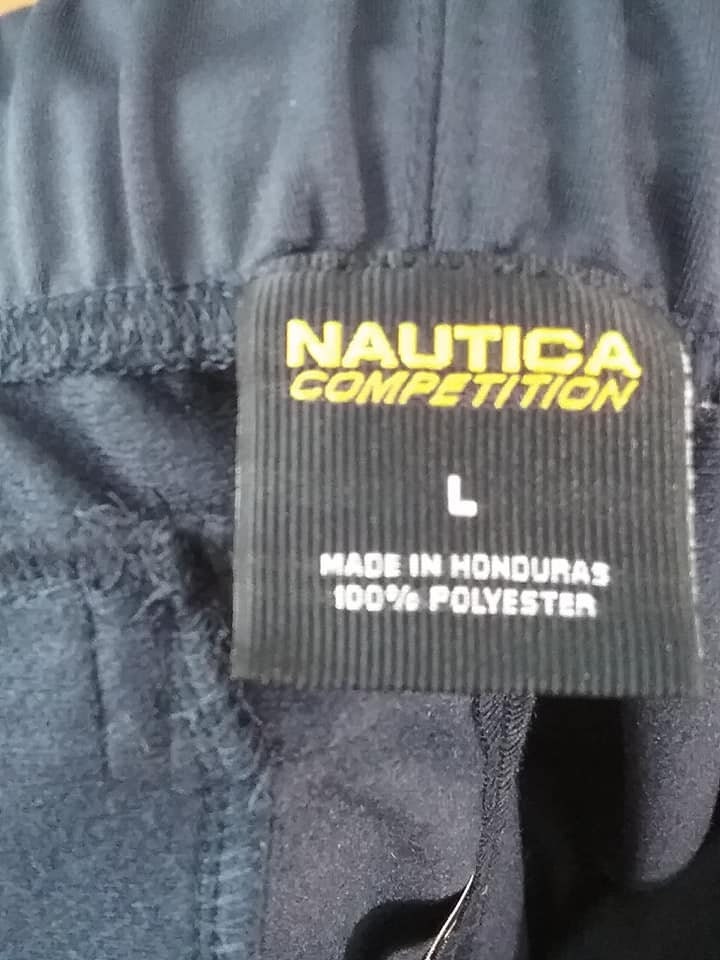 NAUTICA
COMPETITION
L
MADE IN HONDURAS
100% POLYESTER